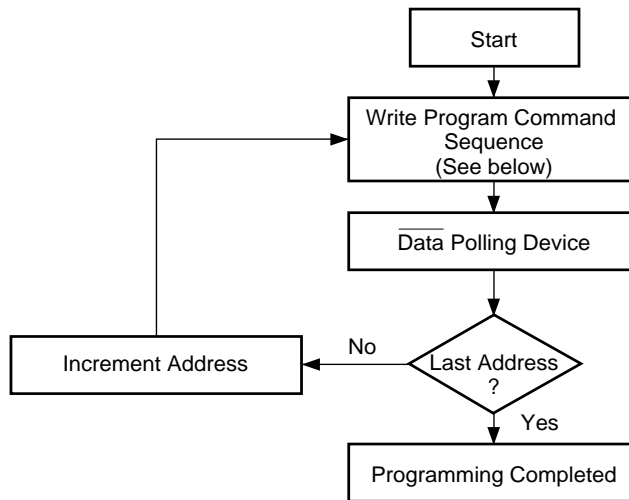 Start
Write Program Command
Sequence
(See below)
Data Polling Device
Increment Address
No
Last Address
?
Yes
Programming Completed